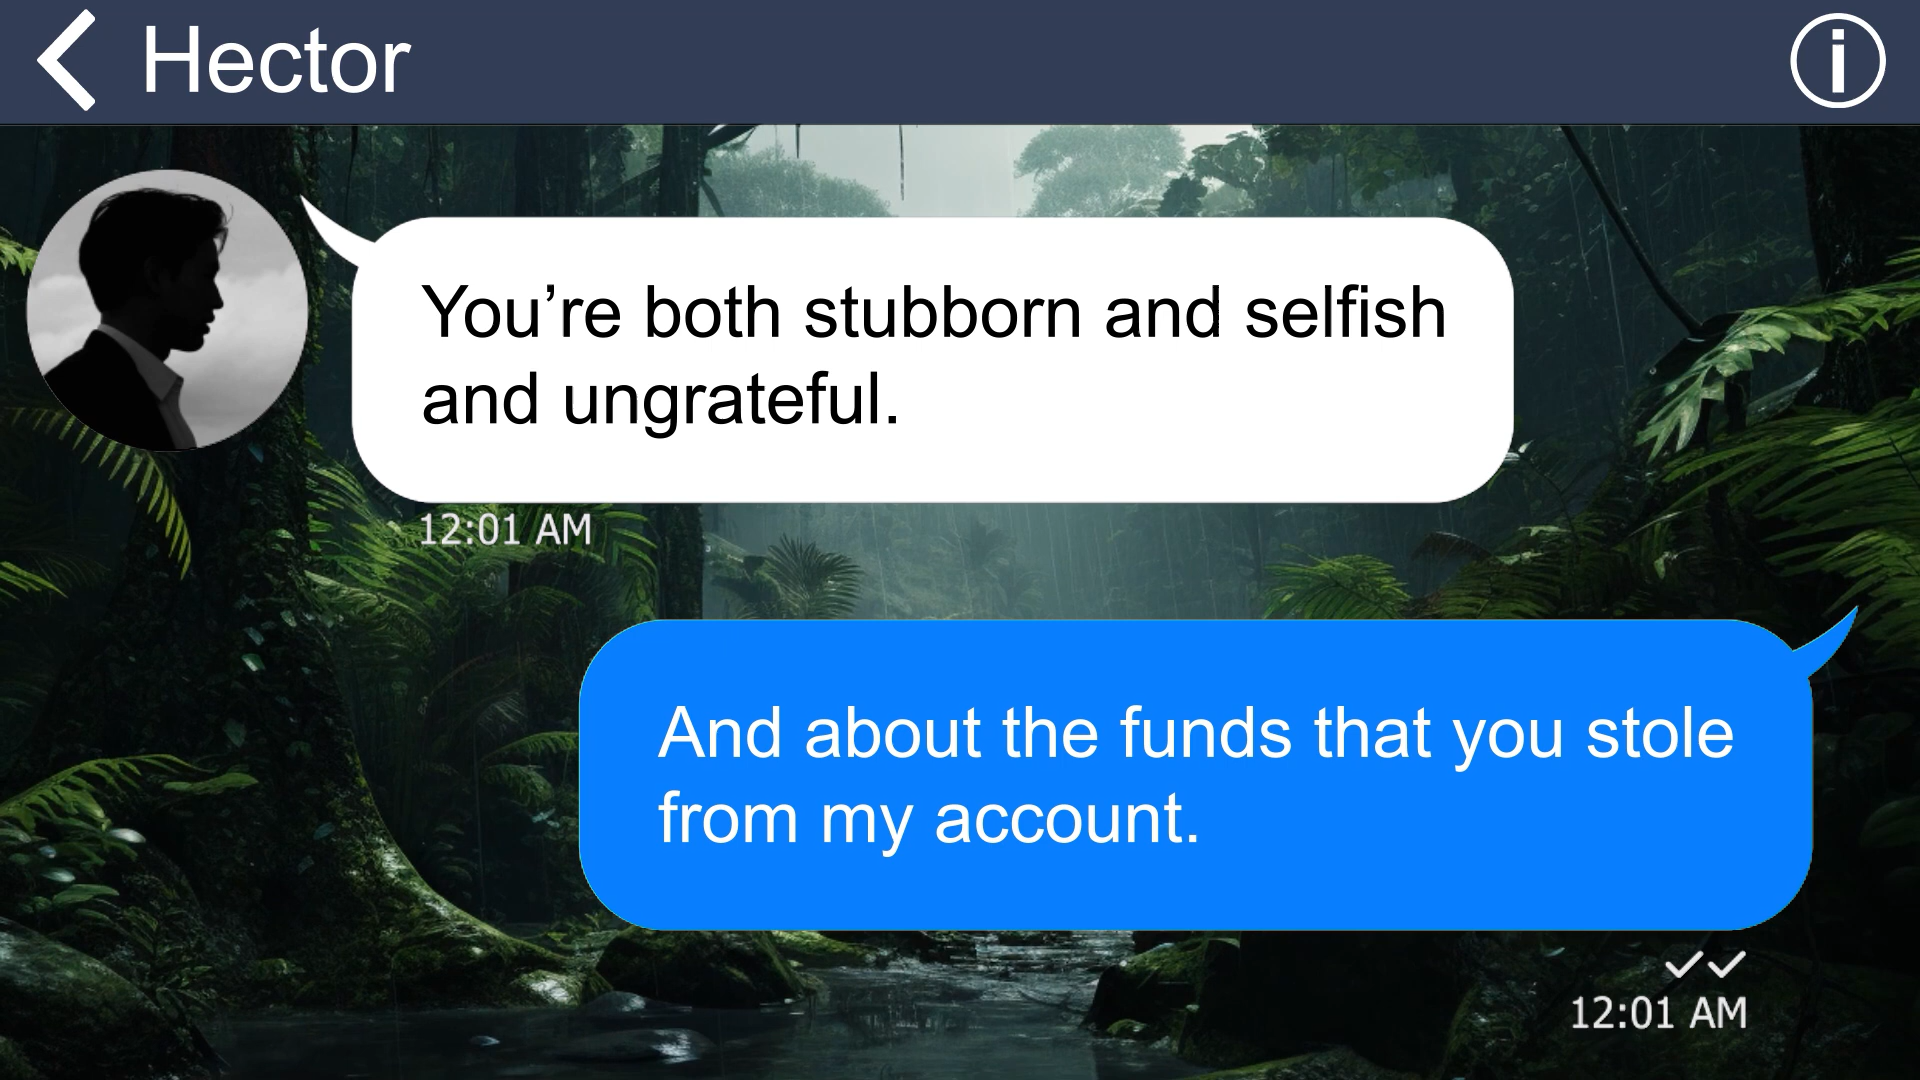 Hector
You’re both stubborn and selfish
and ungrateful.
12:01 AM
And about the funds that you stole
from my account.
12:01 AM